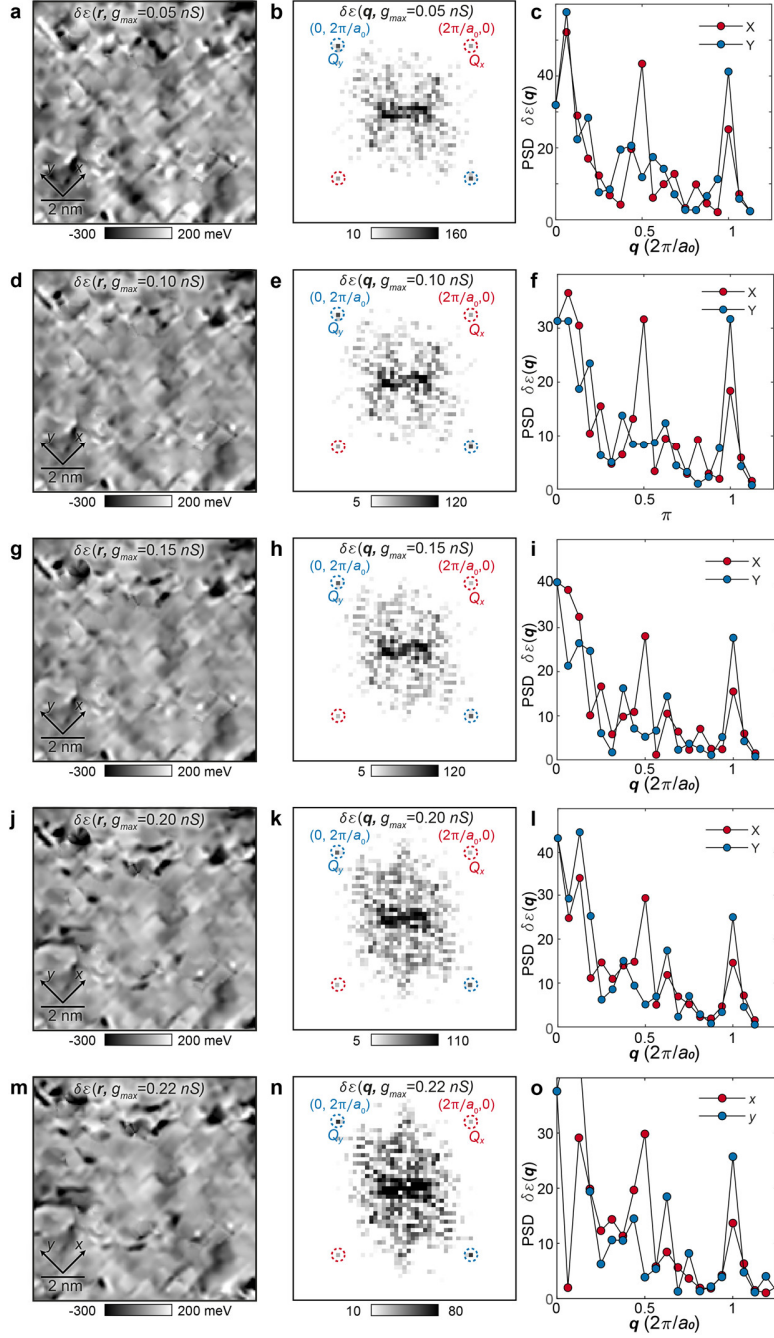 a
δε(r, gmax=0.05 nS)
y x
2 nm
-300 200 meV
b
δε(q, gmax=0.05 nS)
(0, 2π/a0) (2π/a0,0)
Qy Qx
10 160
c
PSD δε(q)
40
20
0
X
Y
0 0.5 1
q (2π/a0)
d
δε(r, gmax=0.10 nS)
y x
2 nm
-300 200 meV
e
δε(q, gmax=0.10 nS)
(0, 2π/a0) (2π/a0,0)
Qy Qx
5 120
f
PSD δε(q)
30
20
10
0
X
Y
0 0.5 1
π
g
δε(r, gmax=0.15 nS)
y x
2 nm
-300 200 meV
h
δε(q, gmax=0.15 nS)
(0, 2π/a0) (2π/a0,0)
Qy Qx
5 120
i
PSD δε(q)
40
30
20
10
0
X
Y
0 0.5 1
q (2π/a0)
j
δε(r, gmax=0.20 nS)
y x
2 nm
-300 200 meV
k
δε(q, gmax=0.20 nS)
(0, 2π/a0) (2π/a0,0)
Qy Qx
5 110
l
PSD δε(q)
40
30
20
10
0
X
Y
0 0.5 1
q (2π/a0)
m
δε(r, gmax=0.22 nS)
y x
2 nm
-300 200 meV
n
δε(q, gmax=0.22 nS)
(0, 2π/a0) (2π/a0,0)
Qy Qx
10 80
o
PSD δε(q)
30
20
10
0
x
y
0 0.5 1
q (2π/a0)